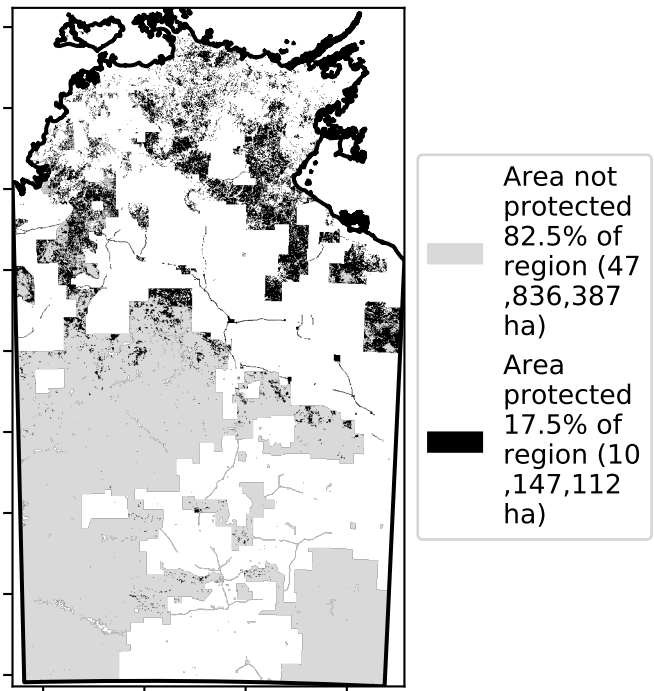 Area not
protected
82.5% of
region (47
,836,387
ha)
Area
protected
17.5% of
region (10
,147,112
ha)